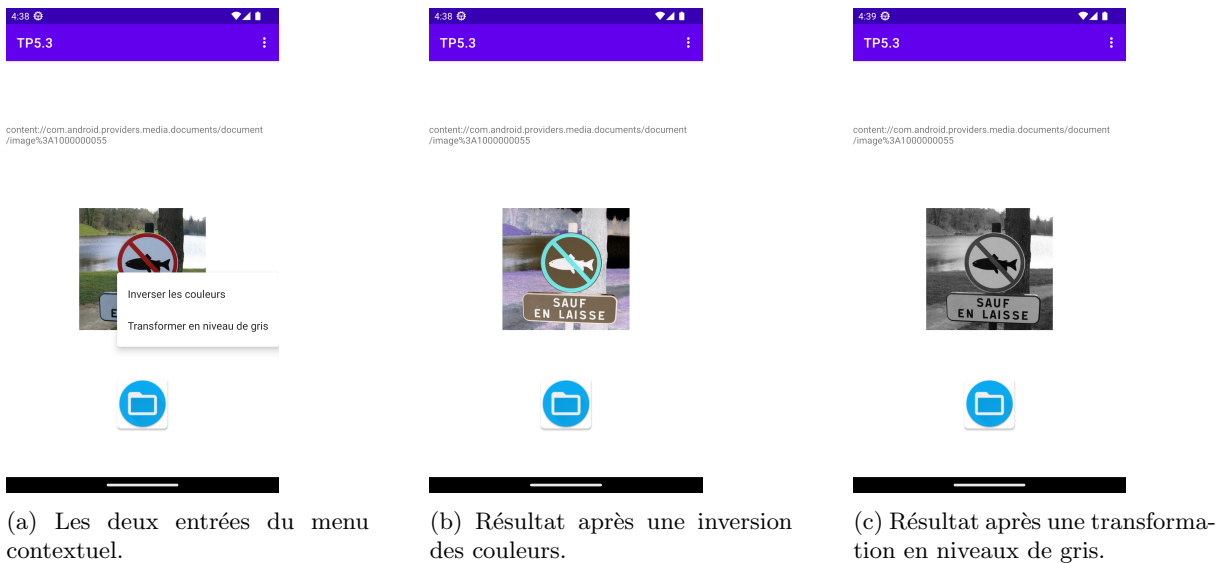 4:38
TP5.3
content://com.android.providers.media.documents/document
/image%3A1000000055
E
Inverser les couleurs
Transformer en niveau de gris
(a) Les deux entrées du menu
contextuel.
4:38
TP5.3
content://com.android.providers.media.documents/document
/image%3A1000000055
SAUF
EN LAISSE
(b) Résultat après une inversion
des couleurs.
4:39
TP5.3
content://com.android.providers.media.documents/document
/image%3A1000000055
SAUF
EN LAISSE
(c) Résultat après une transforma-
tion en niveaux de gris.